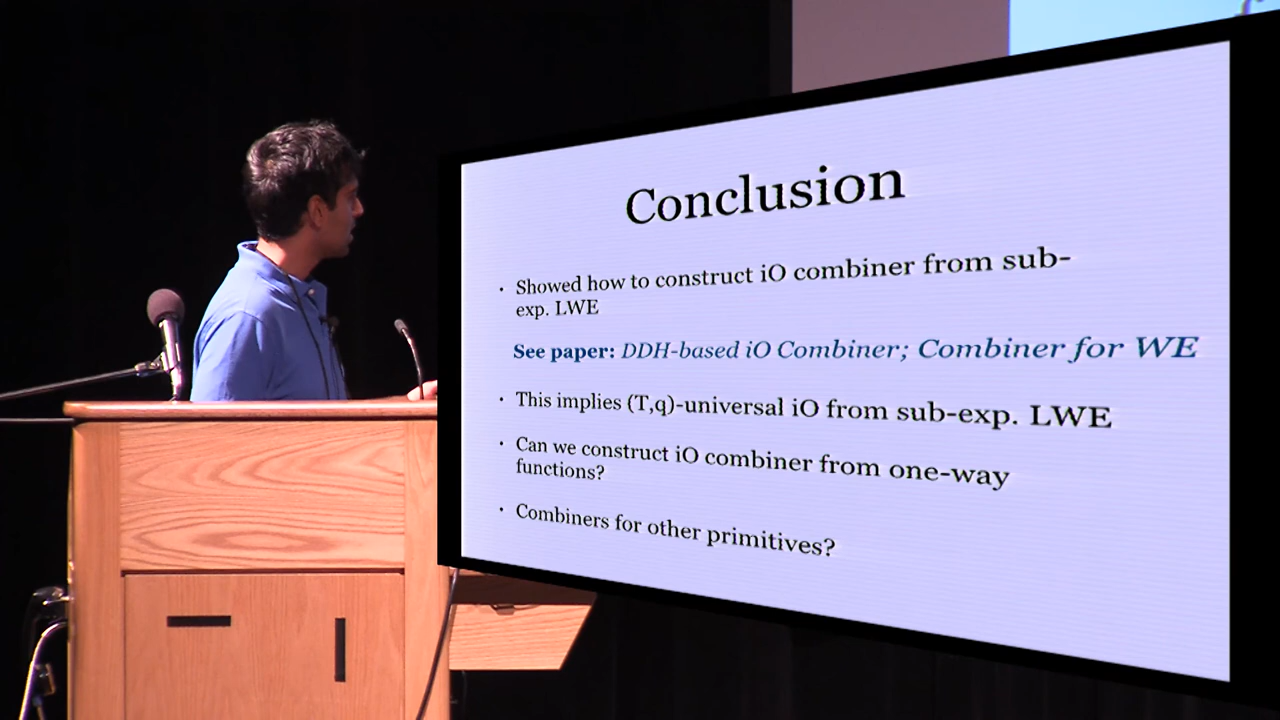 Conclusion
· Showed how to construct iO combiner from sub-
exp. LWE
See paper: DDH-based iO Combiner; Combiner for WE
· This implies (T,q)-universal iO from sub-exp. LWE
· Can we construct iO combiner from one-way
functions?
· Combiners for other primitives?